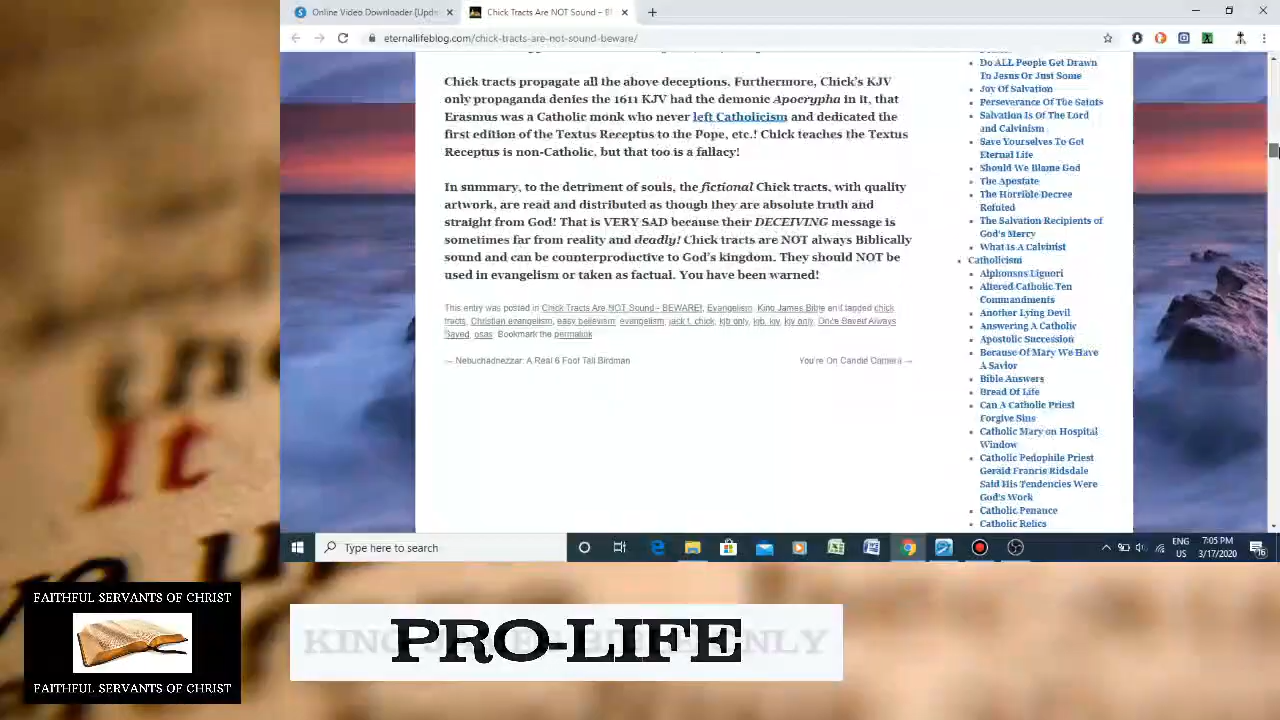 Online Video Downloader [Upda
Chick Tracts Are NOT Sound – BE
eternallifeblog.com/chick-tracts-are-not-sound-beware/
Chick tracts propagate all the above deceptions. Furthermore, Chick's KJV
only propaganda denies the 1611 KJV had the demonic Apocrypha in it, that
Erasmus was a Catholic monk who never left Catholicism and dedicated the
first edition of the Textus Receptus to the Pope, etc.! Chick teaches the Textus
Receptus is non-Catholic, but that too is a fallacy!
In summary, to the detriment of souls, the fictional Chick tracts, with quality
artwork, are read and distributed as though they are absolute truth and
straight from God! That is VERY SAD because their DECEIVING message is
sometimes far from reality and deadly! Chick tracts are NOT always Biblically
sound and can be counterproductive to God's kingdom. They should NOT be
used in evangelism or taken as factual. You have been warned!
This entry was posted in Chick Tracts Are NOT Sound - BEWARE!, Evangelism, King James Bible and tagged chick
tracts, Christian evangelism, easy believism, evangelism, jack t. chick, kjb only, kjb, kjv, kjv only, Once Saved Always
Saved, osas. Bookmark the permalink.
← Nebuchadnezzar: A Real 6 Foot Tall Birdman
You're On Candid Camera →
Do ALL People Get Drawn
To Jesus Or Just Some
Joy Of Salvation
Perseverance Of The Saints
Salvation Is Of The Lord
and Calvinism
Save Yourselves To Get
Eternal Life
Should We Blame God
The Apostate
The Horrible Decree
Refuted
The Salvation Recipients of
God's Mercy
What Is A Calvinist
Catholicism
Alphonsus Liguori
Altered Catholic Ten
Commandments
Another Lying Devil
Answering A Catholic
Apostolic Succession
Because Of Mary We Have
A Savior
Bible Answers
Bread Of Life
Can A Catholic Priest
Forgive Sins
Catholic Mary on Hospital
Window
Catholic Pedophile Priest
Gerald Francis Ridsdale
Said His Tendencies Were
God's Work
Catholic Penance
Catholic Relics
Type here to search
ENG
US
7:05 PM
3/17/2020
16
It
FAITHFUL SERVANTS OF CHRIST
FAITHFUL SERVANTS OF CHRIST
PRO-LIFE